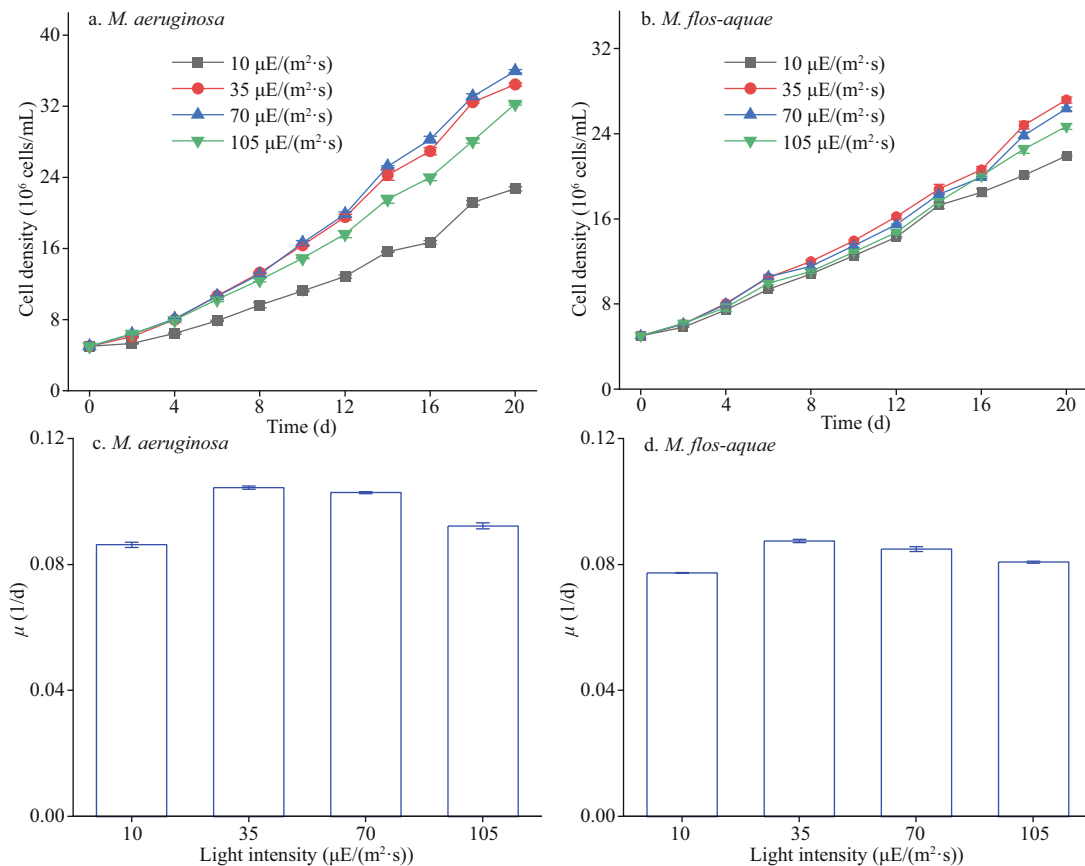 a. M. aeruginosa
10 μE/(m²·s)
35 μE/(m²·s)
70 μE/(m²·s)
105 μE/(m²·s)
Cell density (10⁶ cells/mL)
40
32
24
16
8
0
0 4 8 12 16 20
Time (d)
b. M. flos-aquae
10 μE/(m²·s)
35 μE/(m²·s)
70 μE/(m²·s)
105 μE/(m²·s)
Cell density (10⁶ cells/mL)
32
24
16
8
0
0 4 8 12 16 20
Time (d)
c. M. aeruginosa
μ (1/d)
0.12
0.08
0.04
0.00
10 35 70 105
Light intensity (μE/(m²·s))
d. M. flos-aquae
μ (1/d)
0.12
0.08
0.04
0.00
10 35 70 105
Light intensity (μE/(m²·s))